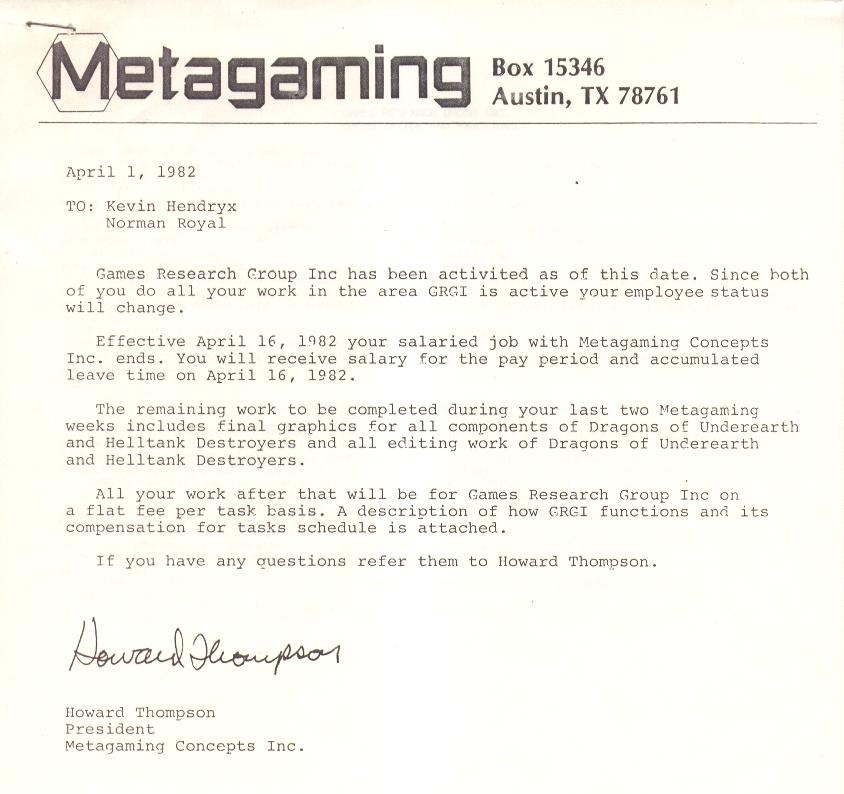 Metagaming
Box 15346
Austin, TX 78761
April 1, 1982
TO: Kevin Hendryx
Norman Royal
Games Research Group Inc has been activited as of this date. Since both
of you do all your work in the area GRGI is active your employee status
will change.
Effective April 16, 1982 your salaried job with Metagaming Concepts
Inc. ends. You will receive salary for the pay period and accumulated
leave time on April 16, 1982.
The remaining work to be completed during your last two Metagaming
weeks includes final graphics for all components of Dragons of Underearth
and Helltank Destroyers and all editing work of Dragons of Underearth
and Helltank Destroyers.
All your work after that will be for Games Research Group Inc on
a flat fee per task basis. A description of how GRGI functions and its
compensation for tasks schedule is attached.
If you have any questions refer them to Howard Thompson.
Howard Thompson
Howard Thompson
President
Metagaming Concepts Inc.